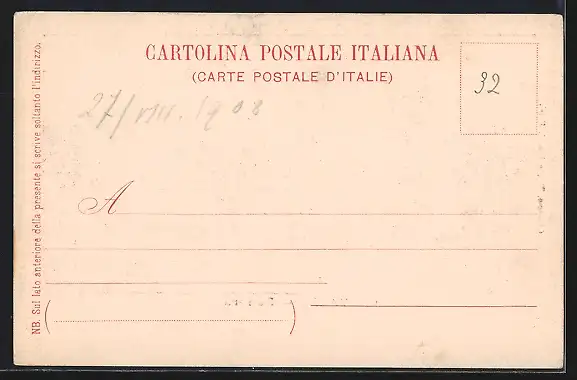 CARTOLINA POSTALE ITALIANA
(CARTE POSTALE D'ITALIE)
32
27/VIII. 1908
A
NB. Sul lato anteriore della presente si scrive soltanto l'indirizzo.